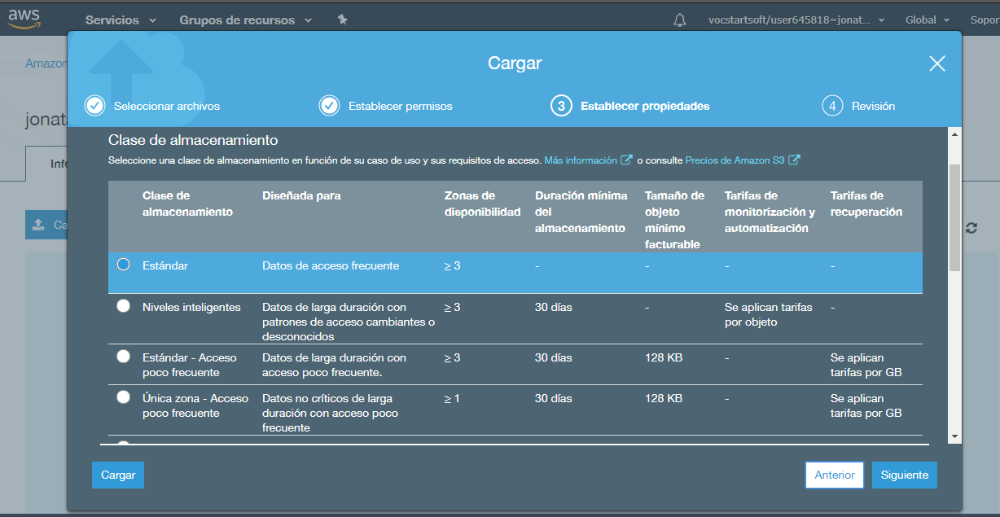 aws
Servicios
Grupos de recursos
vocstartsoft/user645818=jonat...
Global
Sopor
Amazon
Cargar
Seleccionar archivos
Establecer permisos
3 Establecer propiedades
4 Revisión
jonat
Clase de almacenamiento
Seleccione una clase de almacenamiento en función de su caso de uso y sus requisitos de acceso. Más información o consulte Precios de Amazon S3
Info
Clase de almacenamiento
Diseñada para
Zonas de disponibilidad
Duración mínima del almacenamiento
Tamaño de objeto mínimo facturable
Tarifas de monitorización y automatización
Tarifas de recuperación
Ca
Estándar
Datos de acceso frecuente
≥ 3
-
-
-
-
Niveles inteligentes
Datos de larga duración con patrones de acceso cambiantes o desconocidos
≥ 3
30 días
-
Se aplican tarifas por objeto
-
Estándar - Acceso poco frecuente
Datos de larga duración con acceso poco frecuente.
≥ 3
30 días
128 KB
-
Se aplican tarifas por GB
Única zona - Acceso poco frecuente
Datos no críticos de larga duración con acceso poco frecuente
≥ 1
30 días
128 KB
-
Se aplican tarifas por GB
Cargar
Anterior
Siguiente